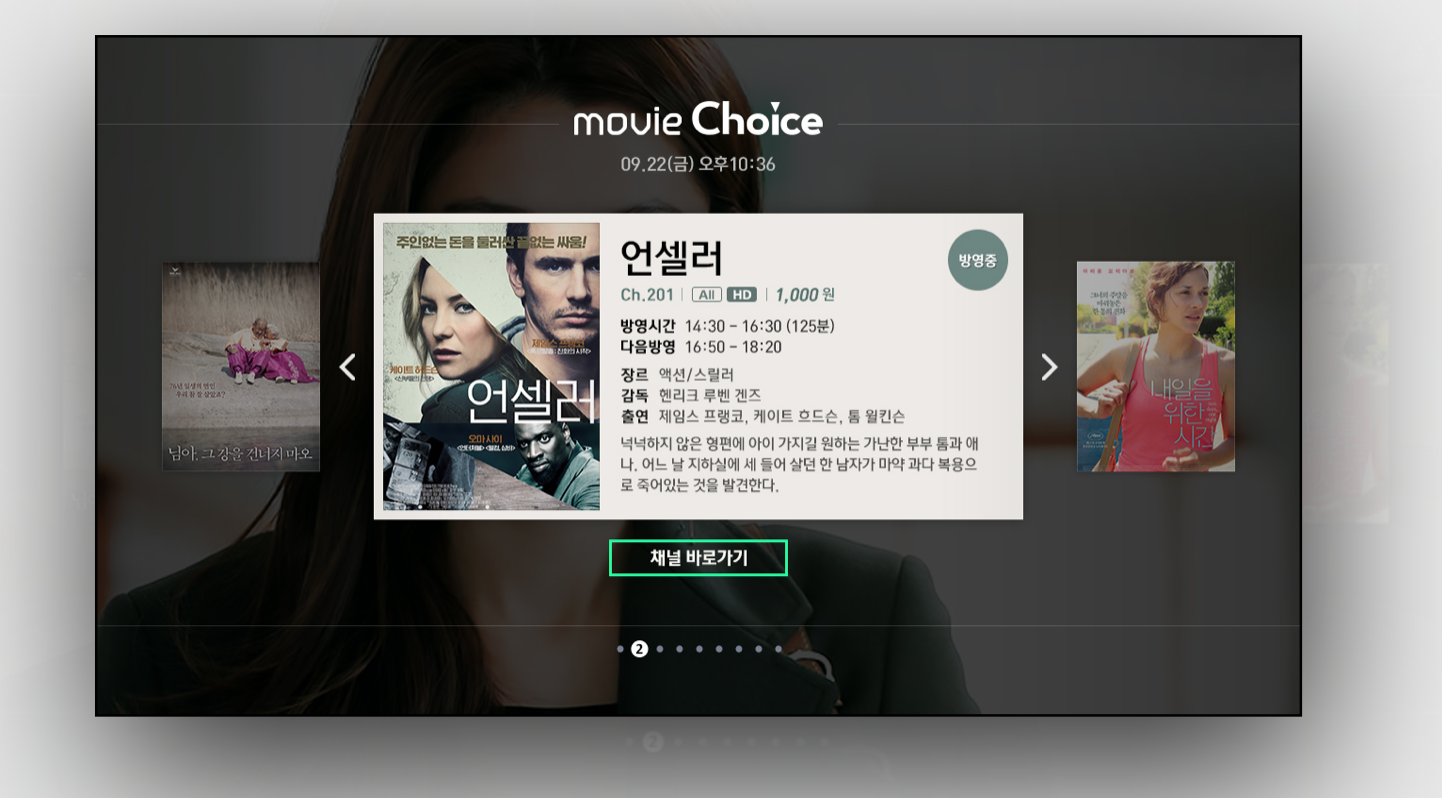 movie Choice
09.22(금) 오후10:36
76년 일생의 연인
우리 참 잘 살았죠?
님아, 그 강을 건너지 마오
주인없는 돈을 둘러싼 끝없는 싸움!
제임스 프랭코
케이트 허드슨
언셀러
오마 사이
언셀러
방영중
Ch.201 All HD 1,000 원
방영시간 14:30 - 16:30 (125분)
다음방영 16:50 - 18:20
장르 액션/스릴러
감독 헨리크 루벤 겐즈
출연 제임스 프랭코, 케이트 흐드슨, 톰 윌킨슨
넉넉하지 않은 형편에 아이 가지길 원하는 가난한 부부 톰과 애
나. 어느 날 지하실에 세 들어 살던 한 남자가 마약 과다 복용으
로 죽어있는 것을 발견한다.
내일을
위한
시간
채널 바로가기
2